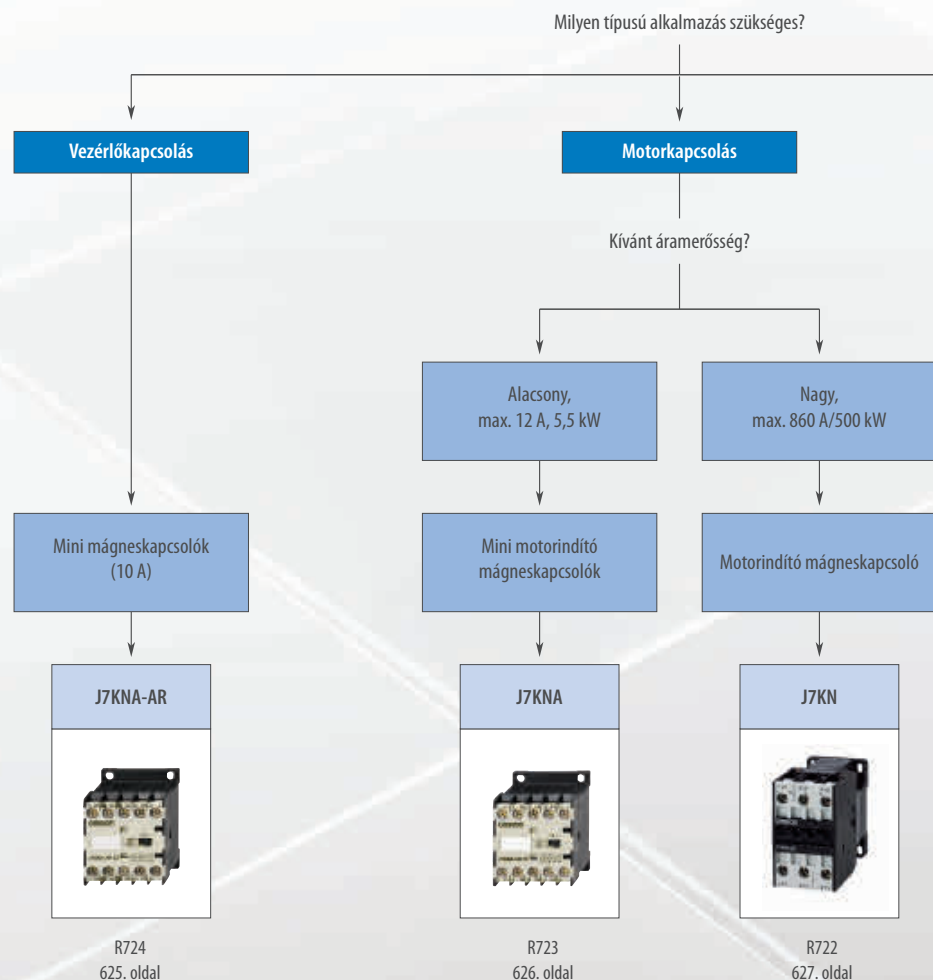 Milyen típusú alkalmazás szükséges?
Vezérlőkapcsolás
Motorkapcsolás
Kívánt áramerősség?
Alacsony,
max. 12 A, 5,5 kW
Nagy,
max. 860 A/500 kW
Mini mágneskapcsolók
(10 A)
Mini motorindító
mágneskapcsolók
Motorindító mágneskapcsoló
J7KNA-AR
J7KNA
J7KN
R724
625. oldal
R723
626. oldal
R722
627. oldal